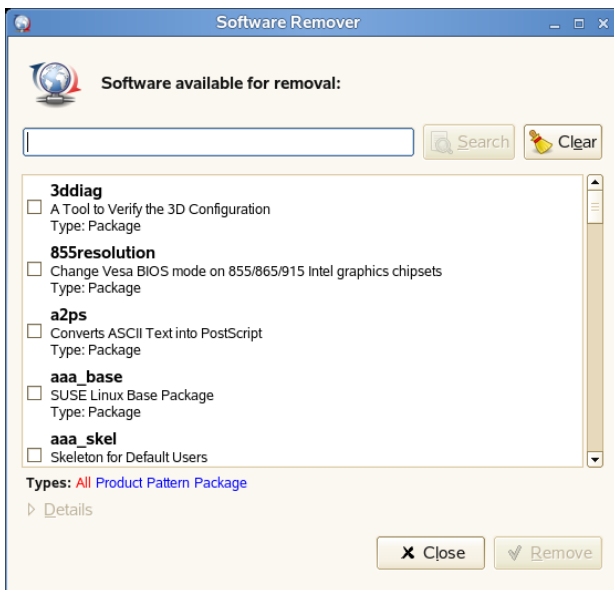 Software Remover
Software available for removal:
Search
Clear
3ddiag
A Tool to Verify the 3D Configuration
Type: Package
855resolution
Change Vesa BIOS mode on 855/865/915 Intel graphics chipsets
Type: Package
a2ps
Converts ASCII Text into PostScript
Type: Package
aaa_base
SUSE Linux Base Package
Type: Package
aaa_skel
Skeleton for Default Users
Types: All Product Pattern Package
Details
Close
Remove